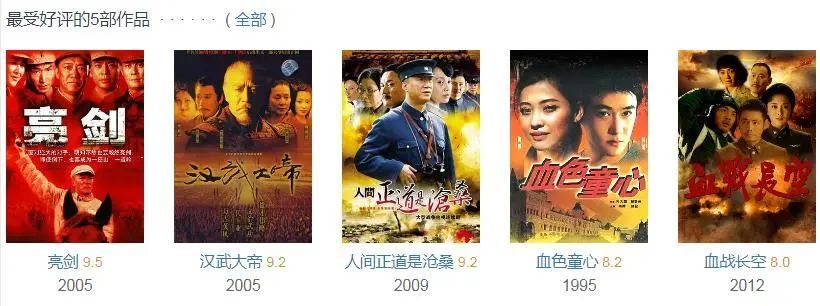 最受好评的5部作品 · · · · · · ( 全部 )
亮剑
汉武大帝
人间
正道是沧桑
血色童心
血戰長空
亮剑 9.5
汉武大帝 9.2
人间正道是沧桑 9.2
血色童心 8.2
血战长空 8.0
2005
2005
2009
1995
2012